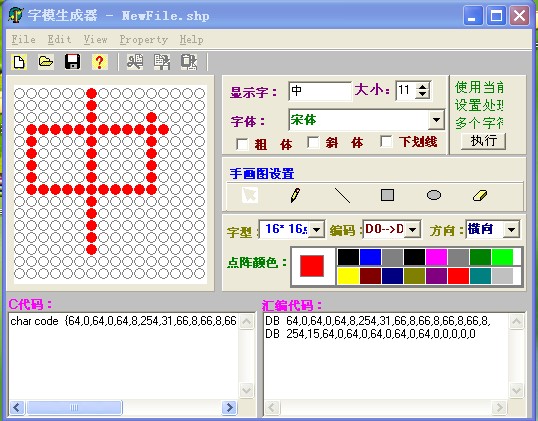 字模生成器 - NewFile.shp
File Edit View Property Help
显示字： 中 大小： 11
字体： 宋体
粗 体 斜 体 下划线
使用当前
设置处理
多个字符
执行
手画图设置
字型： 16* 16点 编码： D0-->D 方向： 横向
点阵颜色：
C代码：
char code {64,0,64,0,64,8,254,31,66,8,66,8,66
汇编代码：
DB 64,0,64,0,64,8,254,31,66,8,66,8,66,8,66,8,
DB 254,15,64,0,64,0,64,0,64,0,64,0,0,0,0,0